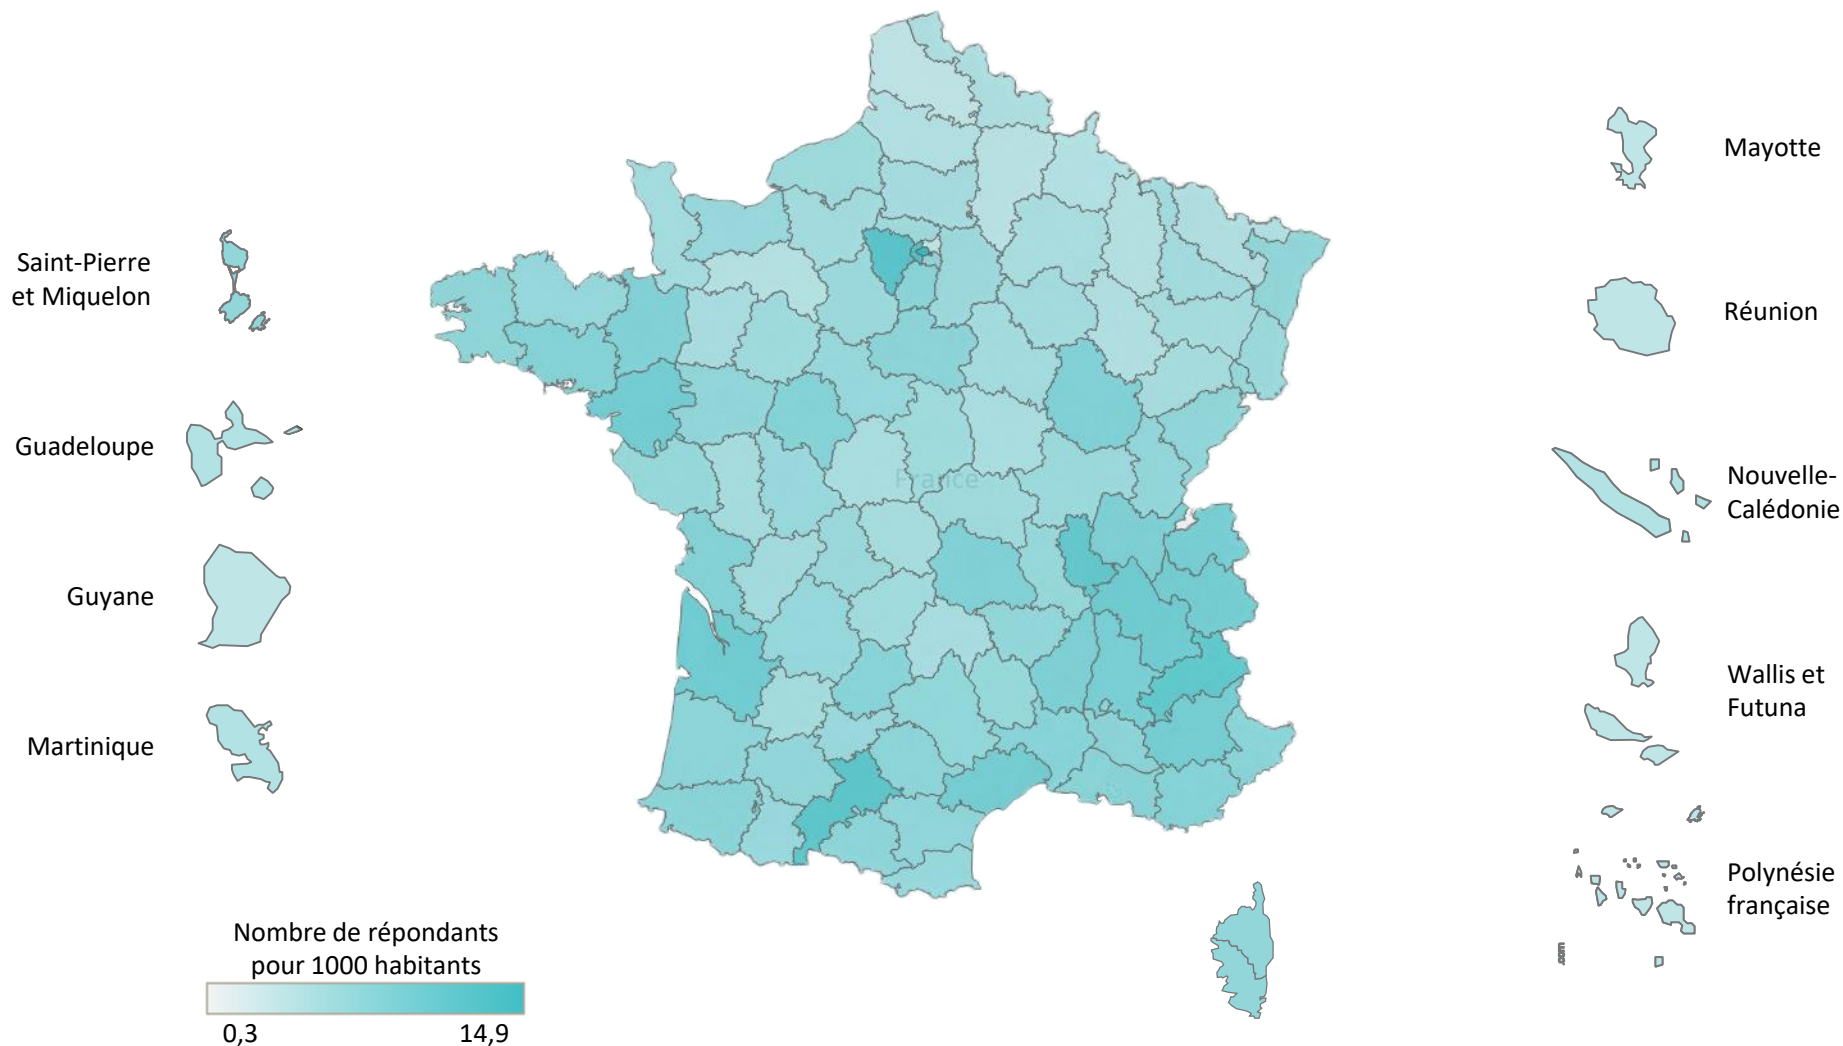 Saint-Pierre
et Miquelon
Guadeloupe
Guyane
Martinique
France
Mayotte
Réunion
Nouvelle-
Calédonie
Wallis et
Futuna
Polynésie
française
.com
Nombre de répondants
pour 1000 habitants
0,3
14,9